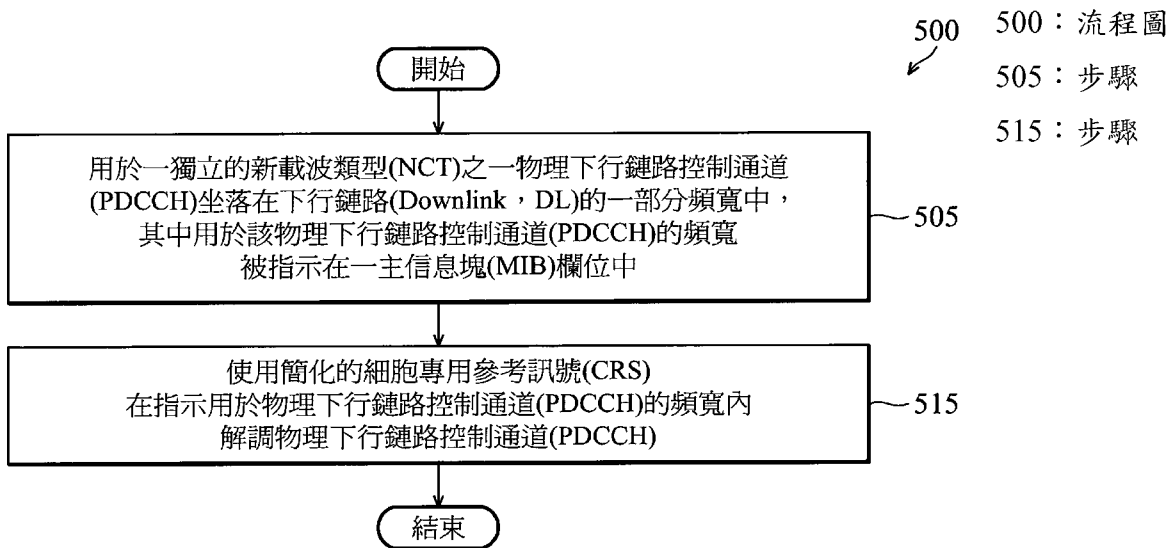 500
500：流程圖
505：步驟
515：步驟
開始
用於一獨立的新載波類型(NCT)之一物理下行鏈路控制通道
(PDCCH)坐落在下行鏈路(Downlink，DL)的一部分頻寬中，
其中用於該物理下行鏈路控制通道(PDCCH)的頻寬
被指示在一主信息塊(MIB)欄位中
505
使用簡化的細胞專用參考訊號(CRS)
在指示用於物理下行鏈路控制通道(PDCCH)的頻寬內
解調物理下行鏈路控制通道(PDCCH)
515
結束